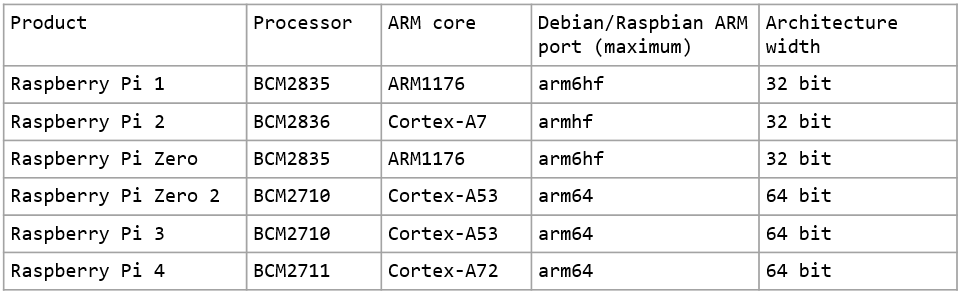 Product Processor ARM core Debian/Raspbian ARM port (maximum) Architecture width
Raspberry Pi 1 BCM2835 ARM1176 arm6hf 32 bit
Raspberry Pi 2 BCM2836 Cortex-A7 armhf 32 bit
Raspberry Pi Zero BCM2835 ARM1176 arm6hf 32 bit
Raspberry Pi Zero 2 BCM2710 Cortex-A53 arm64 64 bit
Raspberry Pi 3 BCM2710 Cortex-A53 arm64 64 bit
Raspberry Pi 4 BCM2711 Cortex-A72 arm64 64 bit